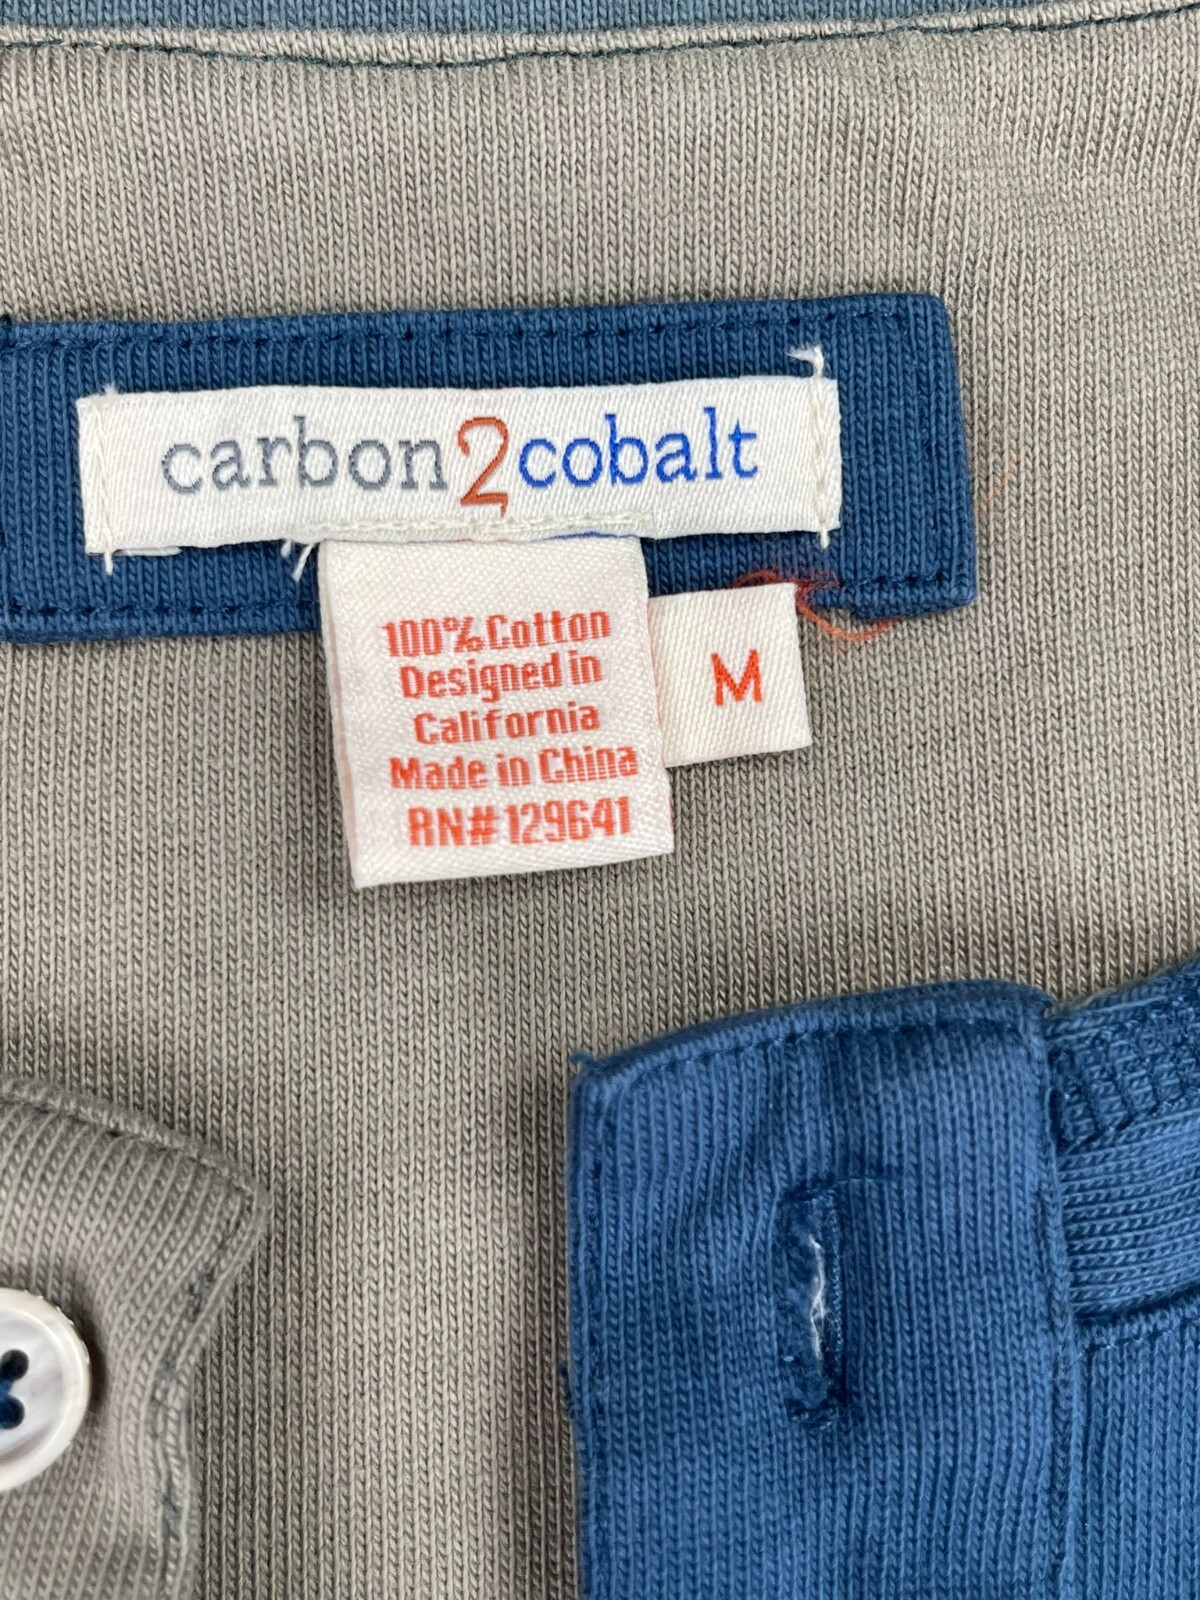 carbon2cobalt
100% Cotton
Designed in
California
Made in China
RN# 129641
M